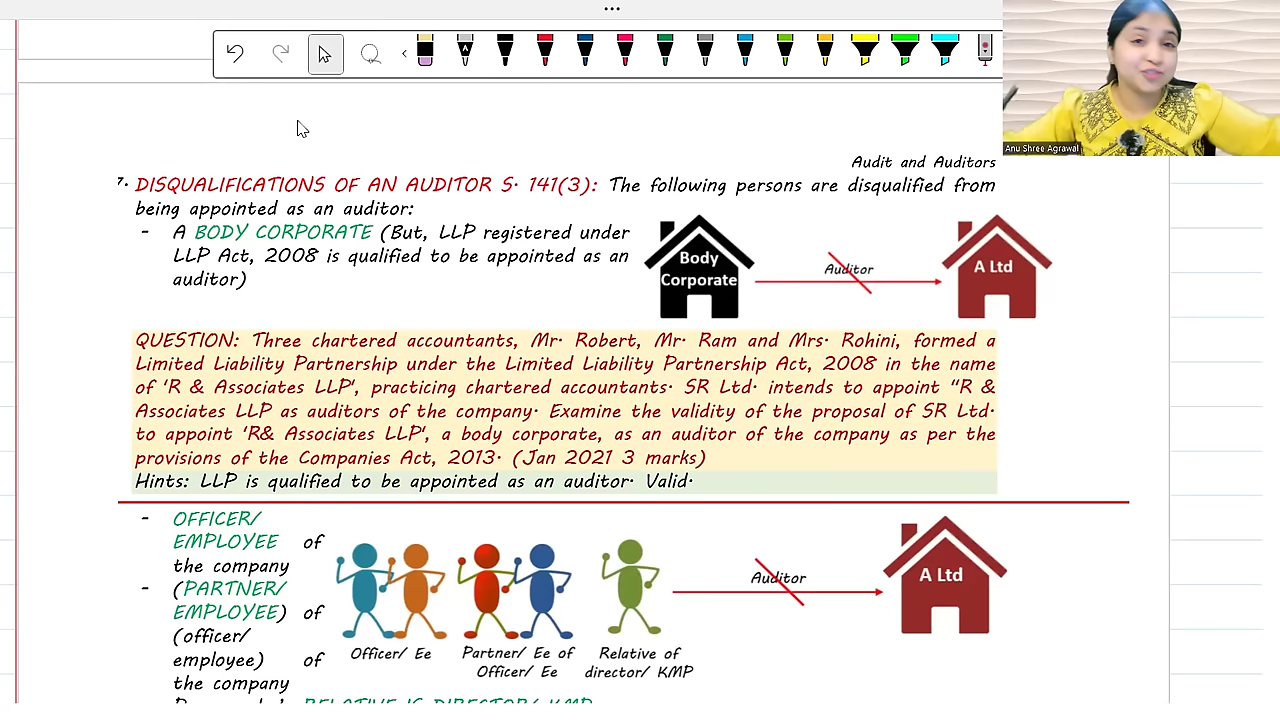 Anu Shree Agrawal
Audit and Auditors
7. DISQUALIFICATIONS OF AN AUDITOR S. 141(3): The following persons are disqualified from
being appointed as an auditor:
- A BODY CORPORATE (But, LLP registered under
LLP Act, 2008 is qualified to be appointed as an
auditor)
Body
Corporate
Auditor
A Ltd
QUESTION: Three chartered accountants, Mr. Robert, Mr. Ram and Mrs. Rohini, formed a
Limited Liability Partnership under the Limited Liability Partnership Act, 2008 in the name
of 'R & Associates LLP', practicing chartered accountants. SR Ltd. intends to appoint "R &
Associates LLP as auditors of the company. Examine the validity of the proposal of SR Ltd.
to appoint 'R& Associates LLP', a body corporate, as an auditor of the company as per the
provisions of the Companies Act, 2013. (Jan 2021 3 marks)
Hints: LLP is qualified to be appointed as an auditor. Valid.
- OFFICER/
EMPLOYEE of
the company
- (PARTNER/
EMPLOYEE) of
(officer/
employee) of
the company
Officer/ Ee
Partner/ Ee of
Officer/ Ee
Relative of
director/ KMP
Auditor
A Ltd
RELATIVE IS DIRECTOR/ KMP